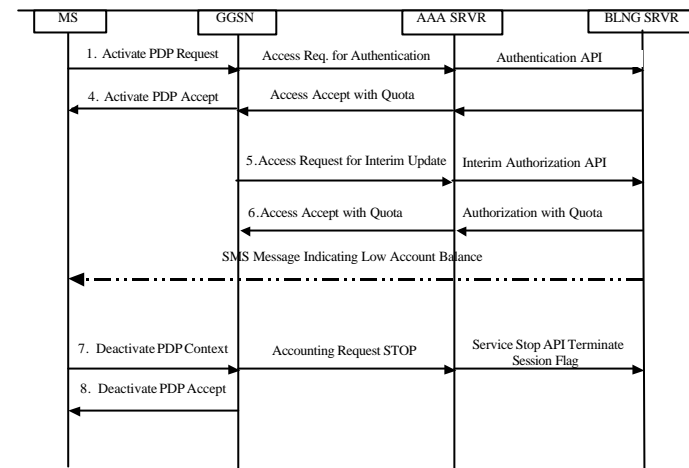 MS GGSN AAA SRVR BLNG SRVR
1. Activate PDP Request Access Req. for Authentication Authentication API
4. Activate PDP Accept Access Accept with Quota
5.Access Request for Interim Update Interim Authorization API
6.Access Accept with Quota Authorization with Quota
SMS Message Indicating Low Account Balance
7. Deactivate PDP Context Accounting Request STOP Service Stop API Terminate
Session Flag
8. Deactivate PDP Accept